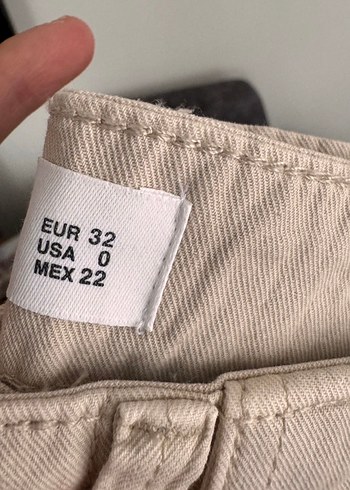 EUR 32
USA 0
MEX 22